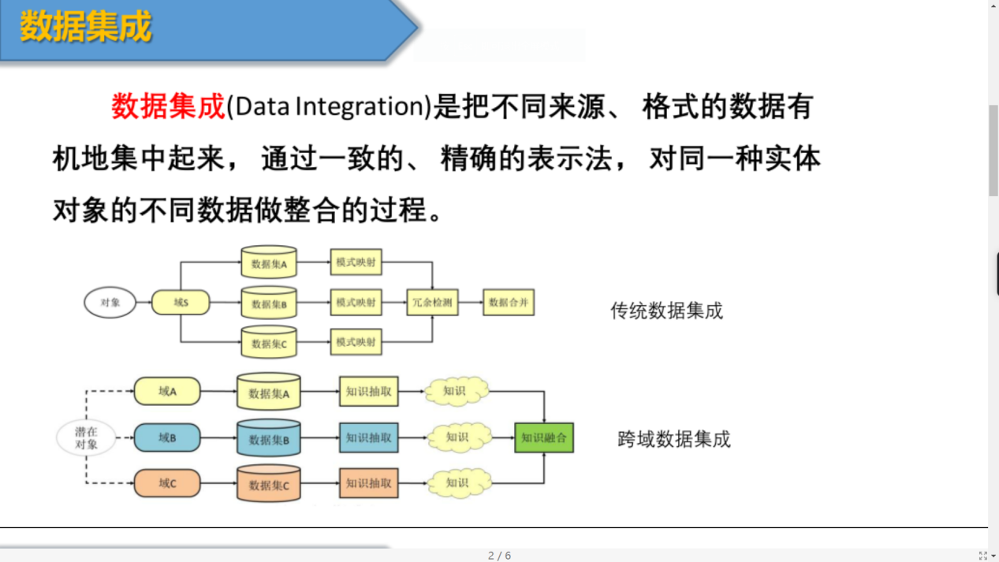 数据集成
数据集成(Data Integration)是把不同来源、 格式的数据有
机地集中起来， 通过一致的、 精确的表示法， 对同一种实体
对象的不同数据做整合的过程。
数据集A
模式映射
对象
域S
数据集B
模式映射
冗余检测
数据合并
传统数据集成
数据集C
模式映射
域A
数据集A
知识抽取
知识
潜在
对象
域B
数据集B
知识抽取
知识
知识融合
跨域数据集成
域C
数据集C
知识抽取
知识
2 / 6